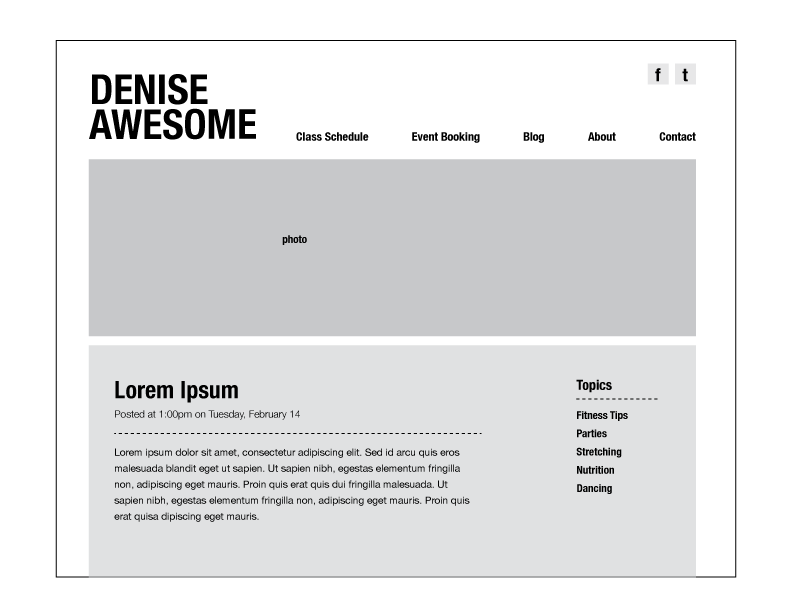 DENISE
AWESOME
f t
Class Schedule Event Booking Blog About Contact
photo
Lorem Ipsum
Posted at 1:00pm on Tuesday, February 14
Lorem ipsum dolor sit amet, consectetur adipiscing elit. Sed id arcu quis eros
malesuada blandit eget ut sapien. Ut sapien nibh, egestas elementum fringilla
non, adipiscing eget mauris. Proin quis erat quis dui fringilla malesuada. Ut
sapien nibh, egestas elementum fringilla non, adipiscing eget mauris. Proin quis
erat quisa dipiscing eget mauris.
Topics
Fitness Tips
Parties
Stretching
Nutrition
Dancing